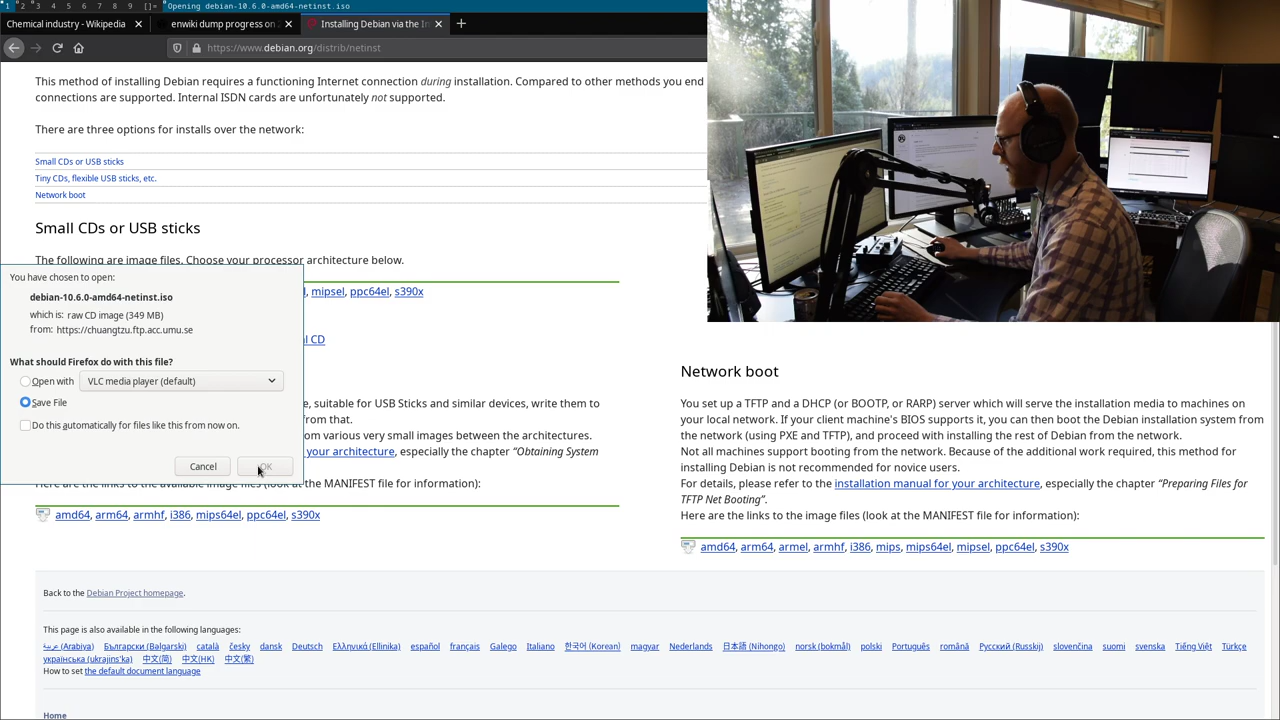 1 2 3 4 5 6 7 8 9 []= Opening debian-10.6.0-amd64-netinst.iso
Chemical industry - Wikipedia
enwiki dump progress on 2
Installing Debian via the In
https://www.debian.org/distrib/netinst
This method of installing Debian requires a functioning Internet connection during installation. Compared to other methods you end
connections are supported. Internal ISDN cards are unfortunately not supported.
There are three options for installs over the network:
Small CDs or USB sticks
Tiny CDs, flexible USB sticks, etc.
Network boot
Small CDs or USB sticks
The following are image files. Choose your processor architecture below.
, mipsel, ppc64el, s390x
You have chosen to open:
debian-10.6.0-amd64-netinst.iso
which is: raw CD image (349 MB)
from: https://chuangtzu.ftp.acc.umu.se
What should Firefox do with this file?
Open with VLC media player (default)
Save File
Do this automatically for files like this from now on.
Cancel
OK
l CD
, suitable for USB Sticks and similar devices, write them to
from that.
om various very small images between the architectures.
your architecture, especially the chapter “Obtaining System
Here are the links to the available image files (look at the MANIFEST file for information):
amd64, arm64, armhf, i386, mips64el, ppc64el, s390x
Network boot
You set up a TFTP and a DHCP (or BOOTP, or RARP) server which will serve the installation media to machines on
your local network. If your client machine's BIOS supports it, you can then boot the Debian installation system from
the network (using PXE and TFTP), and proceed with installing the rest of Debian from the network.
Not all machines support booting from the network. Because of the additional work required, this method for
installing Debian is not recommended for novice users.
For details, please refer to the installation manual for your architecture, especially the chapter “Preparing Files for
TFTP Net Booting”.
Here are the links to the image files (look at the MANIFEST file for information):
amd64, arm64, armel, armhf, i386, mips, mips64el, mipsel, ppc64el, s390x
Back to the Debian Project homepage.
This page is also available in the following languages:
عربية (Arabiya) Български (Bəlgarski) català česky dansk Deutsch Ελληνικά (Ellinika) español français Galego Italiano 한국어 (Korean) magyar Nederlands 日本語 (Nihongo) norsk (bokmål) polski Português română Русский (Russkij) slovenčina suomi svenska Tiếng Việt Türkçe
українська (ukrajins'ka) 中文(简) 中文(HK) 中文(繁)
How to set the default document language
Home